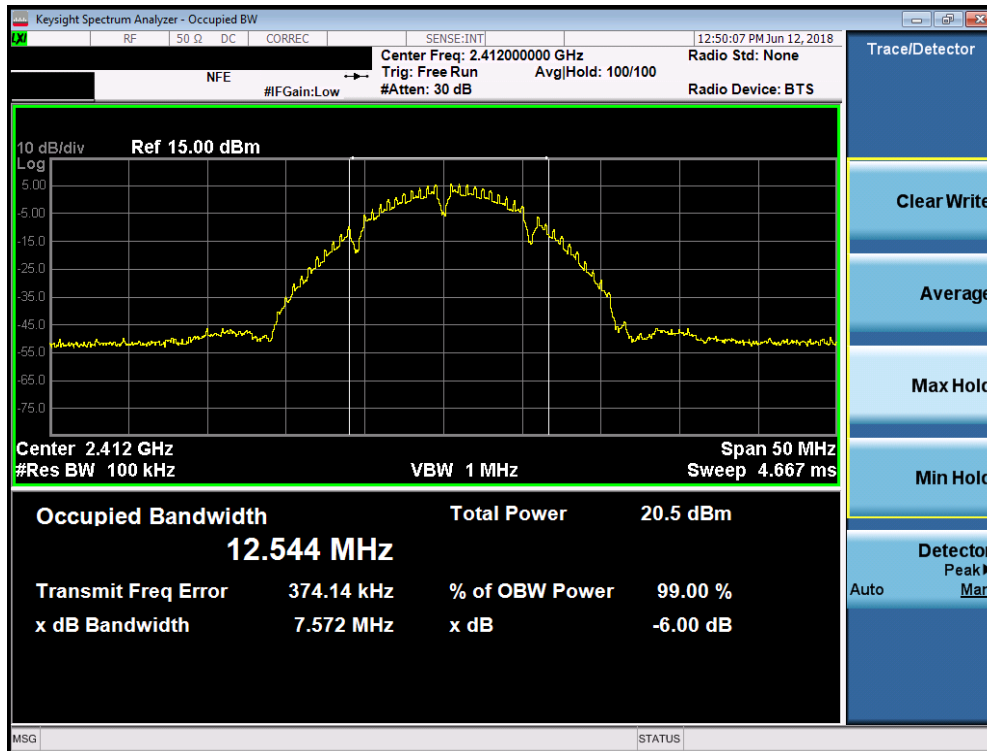 Keysight Spectrum Analyzer - Occupied BW
LXI RF 50 Ω DC CORREC SENSE:INT 12:50:07 PM Jun 12, 2018
Center Freq: 2.412000000 GHz Radio Std: None
NFE Trig: Free Run Avg|Hold: 100/100
#IFGain:Low #Atten: 30 dB Radio Device: BTS
Trace/Detector
10 dB/div Ref 15.00 dBm
Log
5.00
-5.00
-15.0
-25.0
-35.0
-45.0
-55.0
-65.0
-75.0
Center 2.412 GHz Span 50 MHz
#Res BW 100 kHz VBW 1 MHz Sweep 4.667 ms
Occupied Bandwidth Total Power 20.5 dBm
12.544 MHz
Transmit Freq Error 374.14 kHz % of OBW Power 99.00 %
x dB Bandwidth 7.572 MHz x dB -6.00 dB
Clear Write
Average
Max Hold
Min Hold
Detector
Peak
Auto Man
MSG STATUS